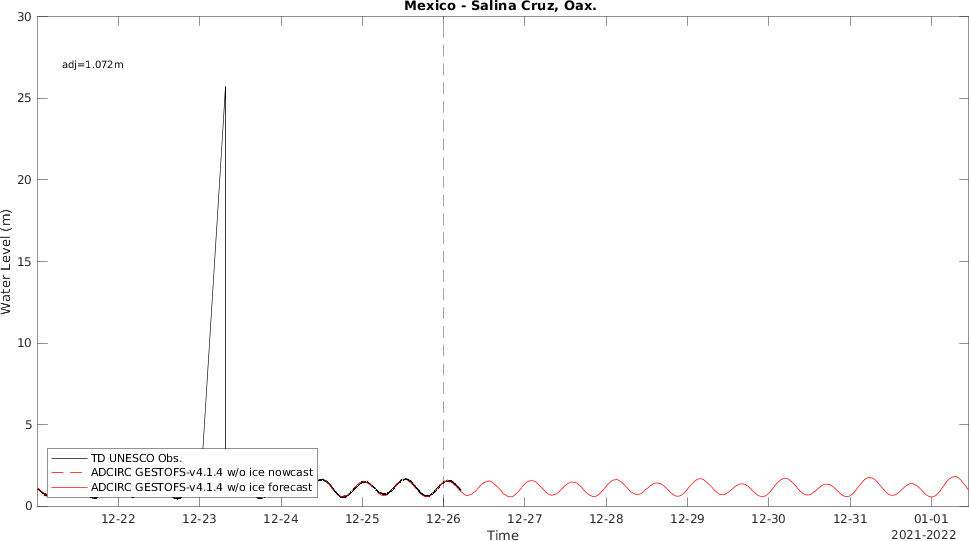 Mexico - Salina Cruz, Oax.
30
adj=1.072m
25
20
15
10
5
0
Water Level (m)
TD UNESCO Obs.
ADCIRC GESTOFS-v4.1.4 w/o ice nowcast
ADCIRC GESTOFS-v4.1.4 w/o ice forecast
12-22 12-23 12-24 12-25 12-26 12-27 12-28 12-29 12-30 12-31 01-01
Time
2021-2022